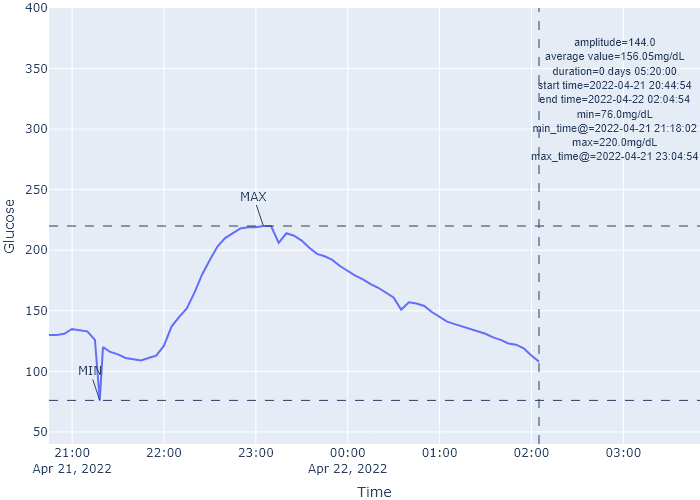 400
350
300
250
200
150
100
50
Glucose
amplitude=144.0
average value=156.05mg/dL
duration=0 days 05:20:00
start time=2022-04-21 20:44:54
end time=2022-04-22 02:04:54
min=76.0mg/dL
min_time@=2022-04-21 21:18:02
max=220.0mg/dL
max_time@=2022-04-21 23:04:54
MAX
MIN
21:00 22:00 23:00 00:00 01:00 02:00 03:00
Apr 21, 2022 Apr 22, 2022
Time